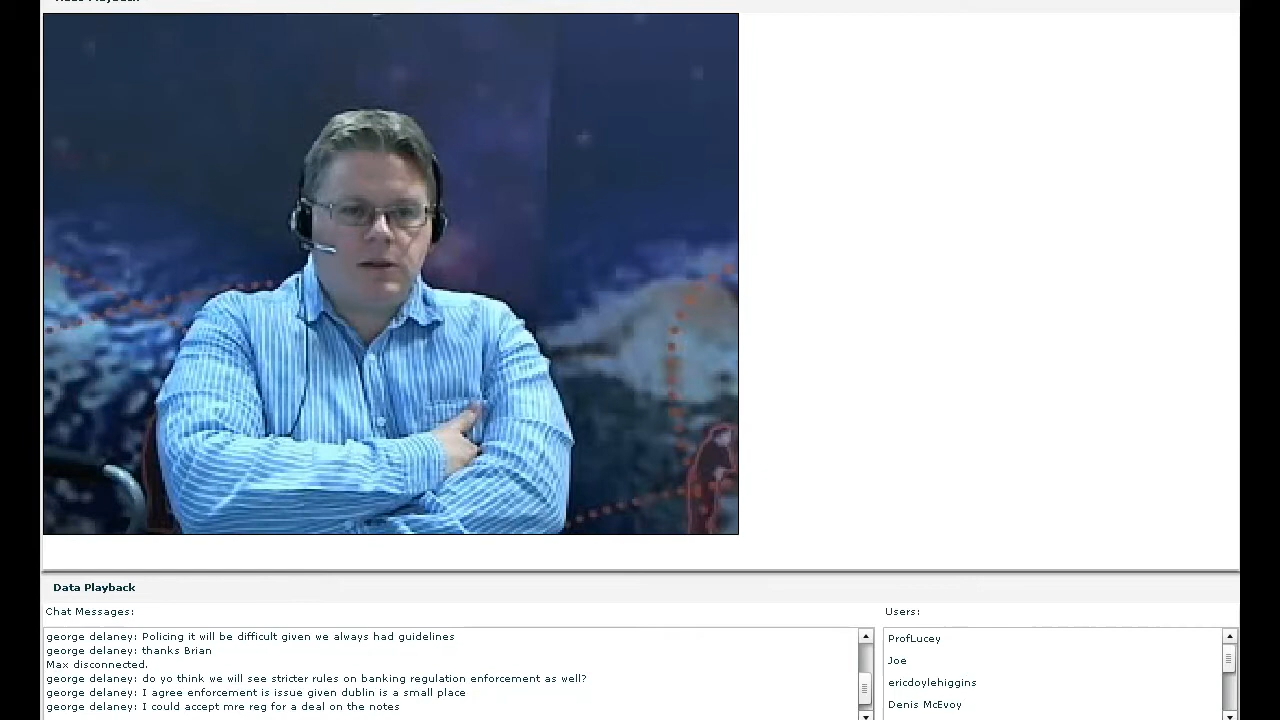 Data Playback
Chat Messages:
george delaney: Policing it will be difficult given we always had guidelines
george delaney: thanks Brian
Max disconnected.
george delaney: do yo think we will see stricter rules on banking regulation enforcement as well?
george delaney: I agree enforcement is issue given dublin is a small place
george delaney: I could accept mre reg for a deal on the notes
Users:
ProfLucey
Joe
ericdoylehiggins
Denis McEvoy